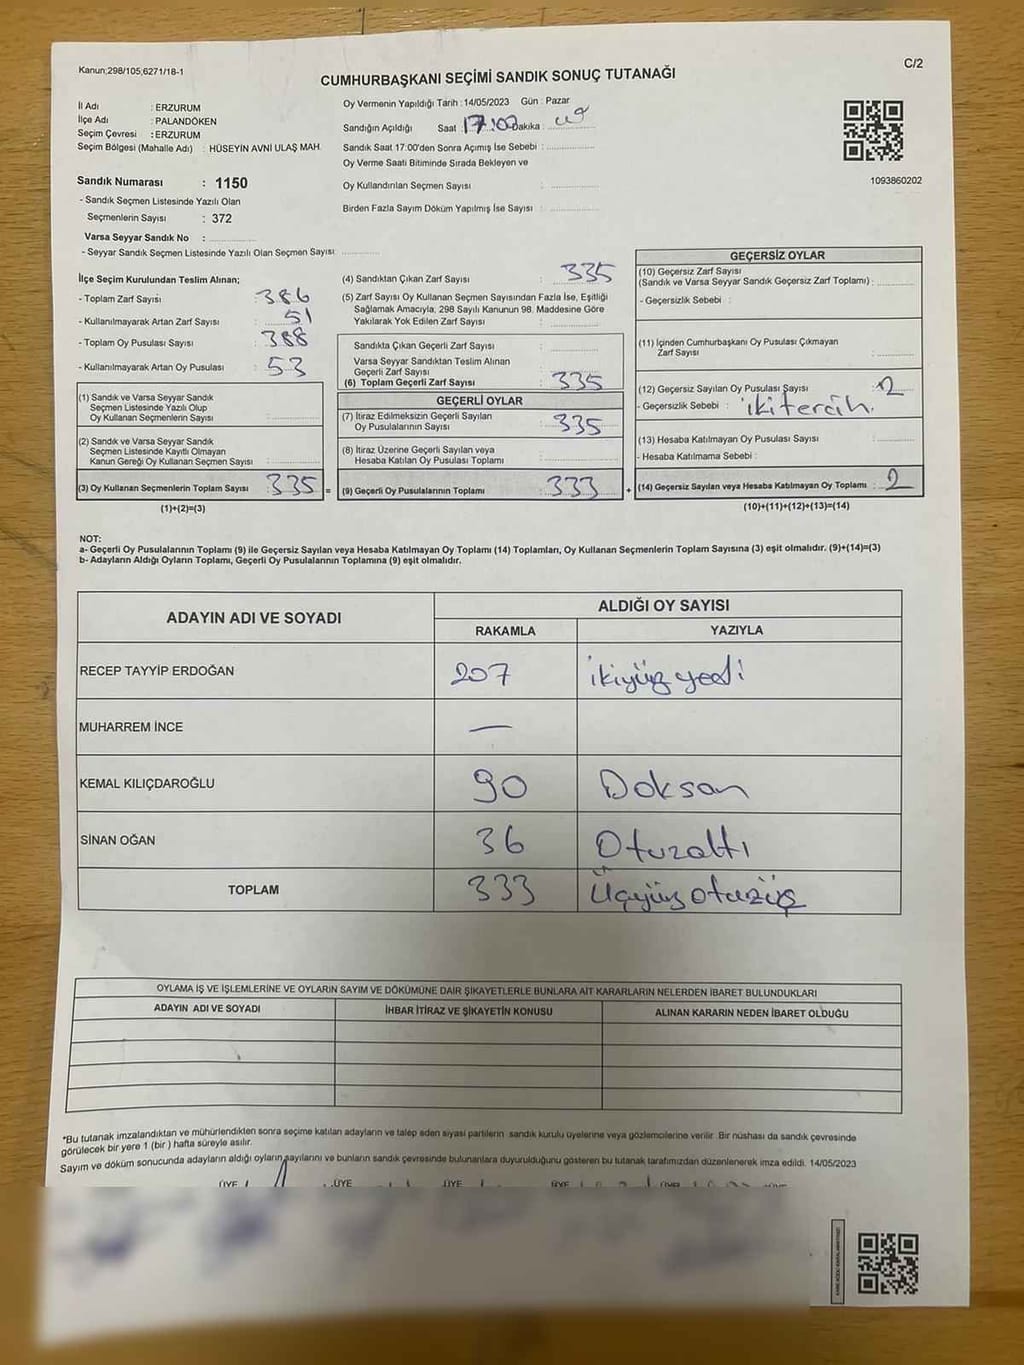 Kanun;298/105;6271/18-1
C/2
CUMHURBAŞKANI SEÇİMİ SANDIK SONUÇ TUTANAĞI
İl Adı : ERZURUM
İlçe Adı : PALANDÖKEN
Seçim Çevresi : ERZURUM
Seçim Bölgesi (Mahalle Adı) : HÜSEYİN AVNİ ULAŞ MAH.
Oy Vermenin Yapıldığı Tarih : 14/05/2023 Gün : Pazar
Sandığın Açıldığı Saat : 17:02 Dakika :
Sandık Saat 17:00'den Sonra Açımış İse Sebebi :
Oy Verme Saati Bitiminde Sırada Bekleyen ve
Oy Kullandırılan Seçmen Sayısı :
Birden Fazla Sayım Döküm Yapılmış İse Sayısı :
1093860202
Sandık Numarası : 1150
- Sandık Seçmen Listesinde Yazılı Olan
Seçmenlerin Sayısı : 372
Varsa Seyyar Sandık No :
- Seyyar Sandık Seçmen Listesinde Yazılı Olan Seçmen Sayısı :
İlçe Seçim Kurulundan Teslim Alınan;
- Toplam Zarf Sayısı : 386
- Kullanılmayarak Artan Zarf Sayısı : 51
- Toplam Oy Pusulası Sayısı : 388
- Kullanılmayarak Artan Oy Pusulası : 53
(1) Sandık ve Varsa Seyyar Sandık
Seçmen Listesinde Yazılı Olup
Oy Kullanan Seçmenlerin Sayısı :
(2) Sandık ve Varsa Seyyar Sandık
Seçmen Listesinde Kayıtlı Olmayan
Kanun Gereği Oy Kullanan Seçmen Sayısı :
(3) Oy Kullanan Seçmenlerin Toplam Sayısı : 335 =
(1)+(2)=(3)
(4) Sandıktan Çıkan Zarf Sayısı : 335
(5) Zarf Sayısı Oy Kullanan Seçmen Sayısından Fazla İse, Eşitliği
Sağlamak Amacıyla; 298 Sayılı Kanunun 98. Maddesine Göre
Yakılarak Yok Edilen Zarf Sayısı :
Sandıkta Çıkan Geçerli Zarf Sayısı :
Varsa Seyyar Sandıktan Teslim Alınan
Geçerli Zarf Sayısı :
(6) Toplam Geçerli Zarf Sayısı : 335
GEÇERLİ OYLAR
(7) İtiraz Edilmeksizin Geçerli Sayılan
Oy Pusulalarının Sayısı : 335
(8) İtiraz Üzerine Geçerli Sayılan veya
Hesaba Katılan Oy Pusulası Toplamı :
(9) Geçerli Oy Pusulalarının Toplamı : 333 +
GEÇERSİZ OYLAR
(10) Geçersiz Zarf Sayısı
(Sandık ve Varsa Seyyar Sandık Geçersiz Zarf Toplamı) :
- Geçersizlik Sebebi :
(11) İçinden Cumhurbaşkanı Oy Pusulası Çıkmayan
Zarf Sayısı :
(12) Geçersiz Sayılan Oy Pusulası Sayısı : 2
- Geçersizlik Sebebi : iki tercih.
(13) Hesaba Katılmayan Oy Pusulası Sayısı :
- Hesaba Katılmama Sebebi :
(14) Geçersiz Sayılan veya Hesaba Katılmayan Oy Toplamı : 2
(10)+(11)+(12)+(13)=(14)
NOT:
a- Geçerli Oy Pusulalarının Toplamı (9) ile Geçersiz Sayılan veya Hesaba Katılmayan Oy Toplamı (14) Toplamları, Oy Kullanan Seçmenlerin Toplam Sayısına (3) eşit olmalıdır. (9)+(14)=(3)
b- Adayların Aldığı Oyların Toplamı, Geçerli Oy Pusulalarının Toplamına (9) eşit olmalıdır.
ADAYIN ADI VE SOYADI
ALDIĞI OY SAYISI
RAKAMLA YAZIYLA
RECEP TAYYİP ERDOĞAN 207 ikiyüz yedi
MUHARREM İNCE —
KEMAL KILIÇDAROĞLU 90 Doksan
SİNAN OĞAN 36 Otuzaltı
TOPLAM 333 Üçyüz otuzüç
OYLAMA İŞ VE İŞLEMLERİNE VE OYLARIN SAYIM VE DÖKÜMÜNE DAİR ŞİKAYETLERLE BUNLARA AİT KARARLARIN NELERDEN İBARET BULUNDUKLARI
ADAYIN ADI VE SOYADI İHBAR İTİRAZ VE ŞİKAYETİN KONUSU ALINAN KARARIN NEDEN İBARET OLDUĞU
*Bu tutanak imzalandıktan ve mühürlendikten sonra seçime katılan adayların ve talep eden siyasi partilerin sandık kurulu üyelerine veya gözlemcilerine verilir. Bir nüshası da sandık çevresinde
görülecek bir yere 1 (bir ) hafta süreyle asılır.
Sayım ve döküm sonucunda adayların aldığı oyların sayılarını ve bunların sandık çevresinde bulunanlara duyurulduğunu gösteren bu tutanak tarafımızdan düzenlenerek imza edildi. 14/05/2023
ÜYE ÜYE ÜYE ÜYE ÜYE